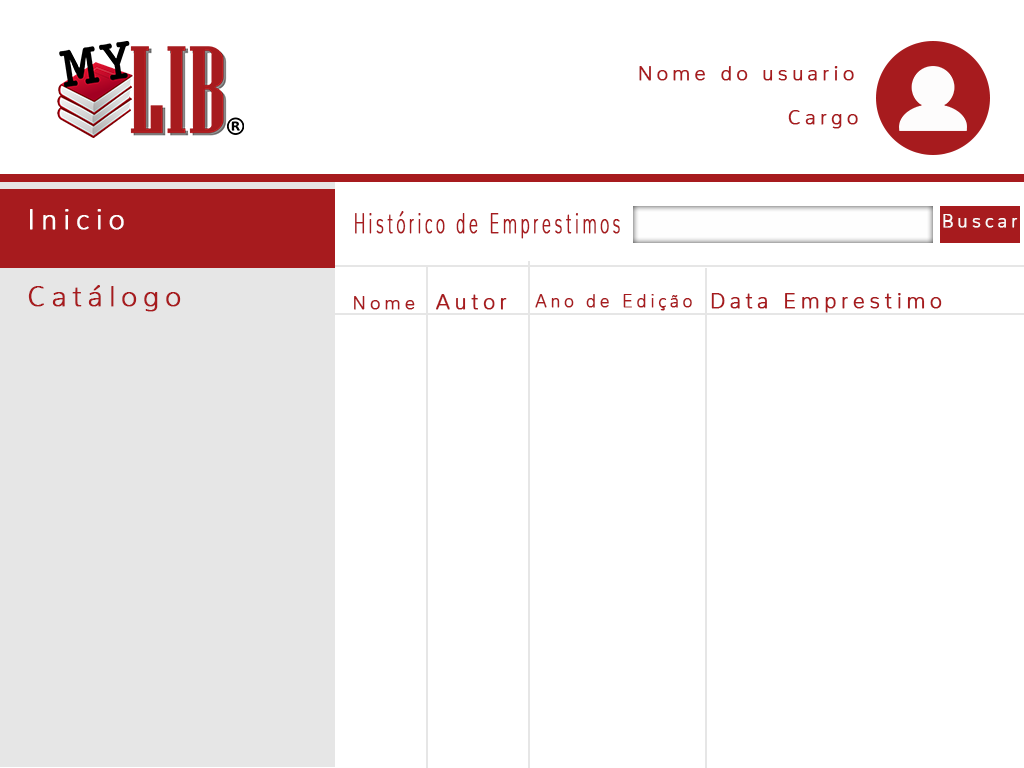 MY LIB®
Nome do usuario
Cargo
Inicio
Histórico de Emprestimos
Buscar
Catálogo
Nome Autor Ano de Edição Data Emprestimo